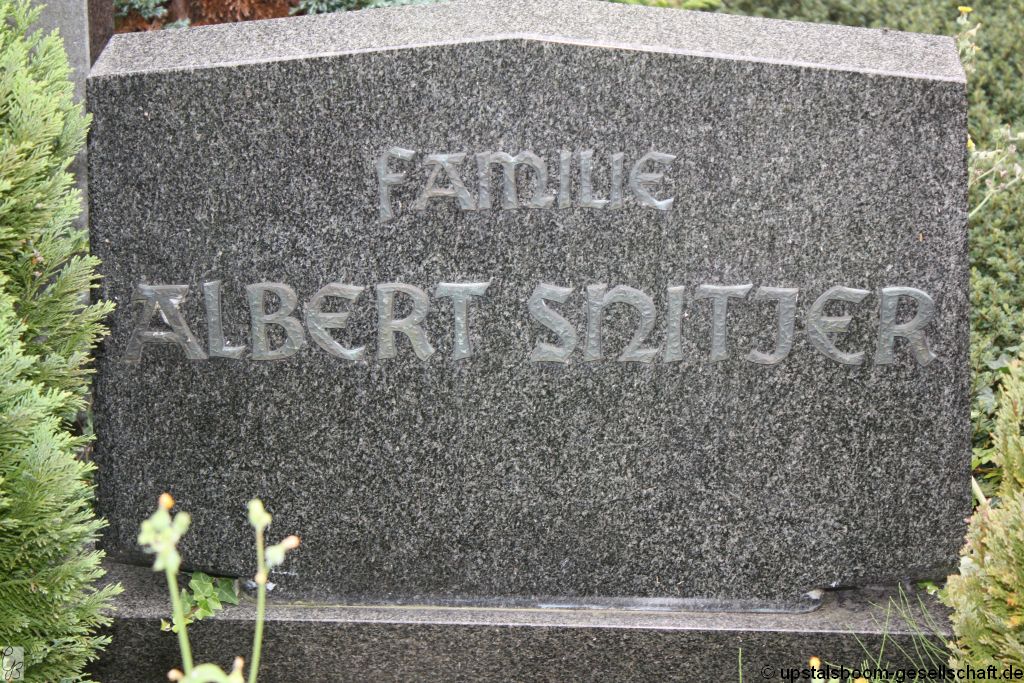 FAMILIE
ALBERT SNITJER
© upstalsboom-gesellschaft.de